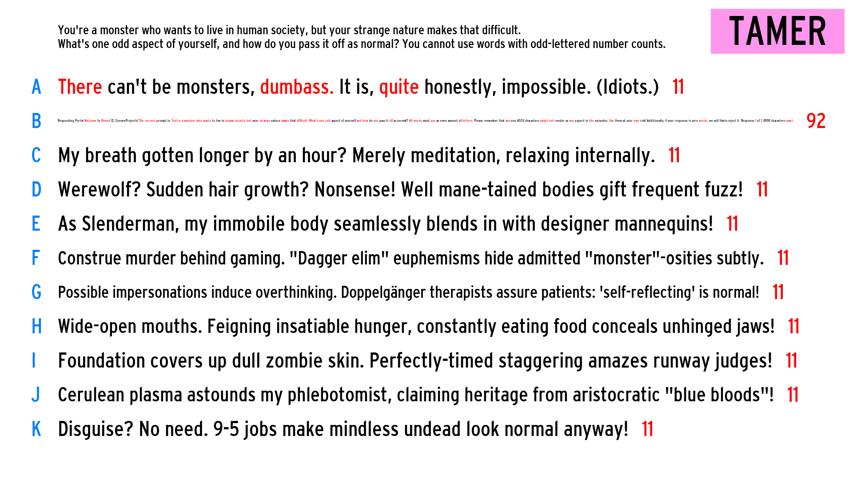 You're a monster who wants to live in human society, but your strange nature makes that difficult.
What's one odd aspect of yourself, and how do you pass it off as normal? You cannot use words with odd-lettered number counts.
TAMER
A There can't be monsters, dumbass. It is, quite honestly, impossible. (Idiots.) 11
B 92
C My breath gotten longer by an hour? Merely meditation, relaxing internally. 11
D Werewolf? Sudden hair growth? Nonsense! Well mane-tained bodies gift frequent fuzz! 11
E As Slenderman, my immobile body seamlessly blends in with designer mannequins! 11
F Construe murder behind gaming. "Dagger elim" euphemisms hide admitted "monster"-osities subtly. 11
G Possible impersonations induce overthinking. Doppelgänger therapists assure patients: 'self-reflecting' is normal! 11
H Wide-open mouths. Feigning insatiable hunger, constantly eating food conceals unhinged jaws! 11
I Foundation covers up dull zombie skin. Perfectly-timed staggering amazes runway judges! 11
J Cerulean plasma astounds my phlebotomist, claiming heritage from aristocratic "blue bloods"! 11
K Disguise? No need. 9-5 jobs make mindless undead look normal anyway! 11